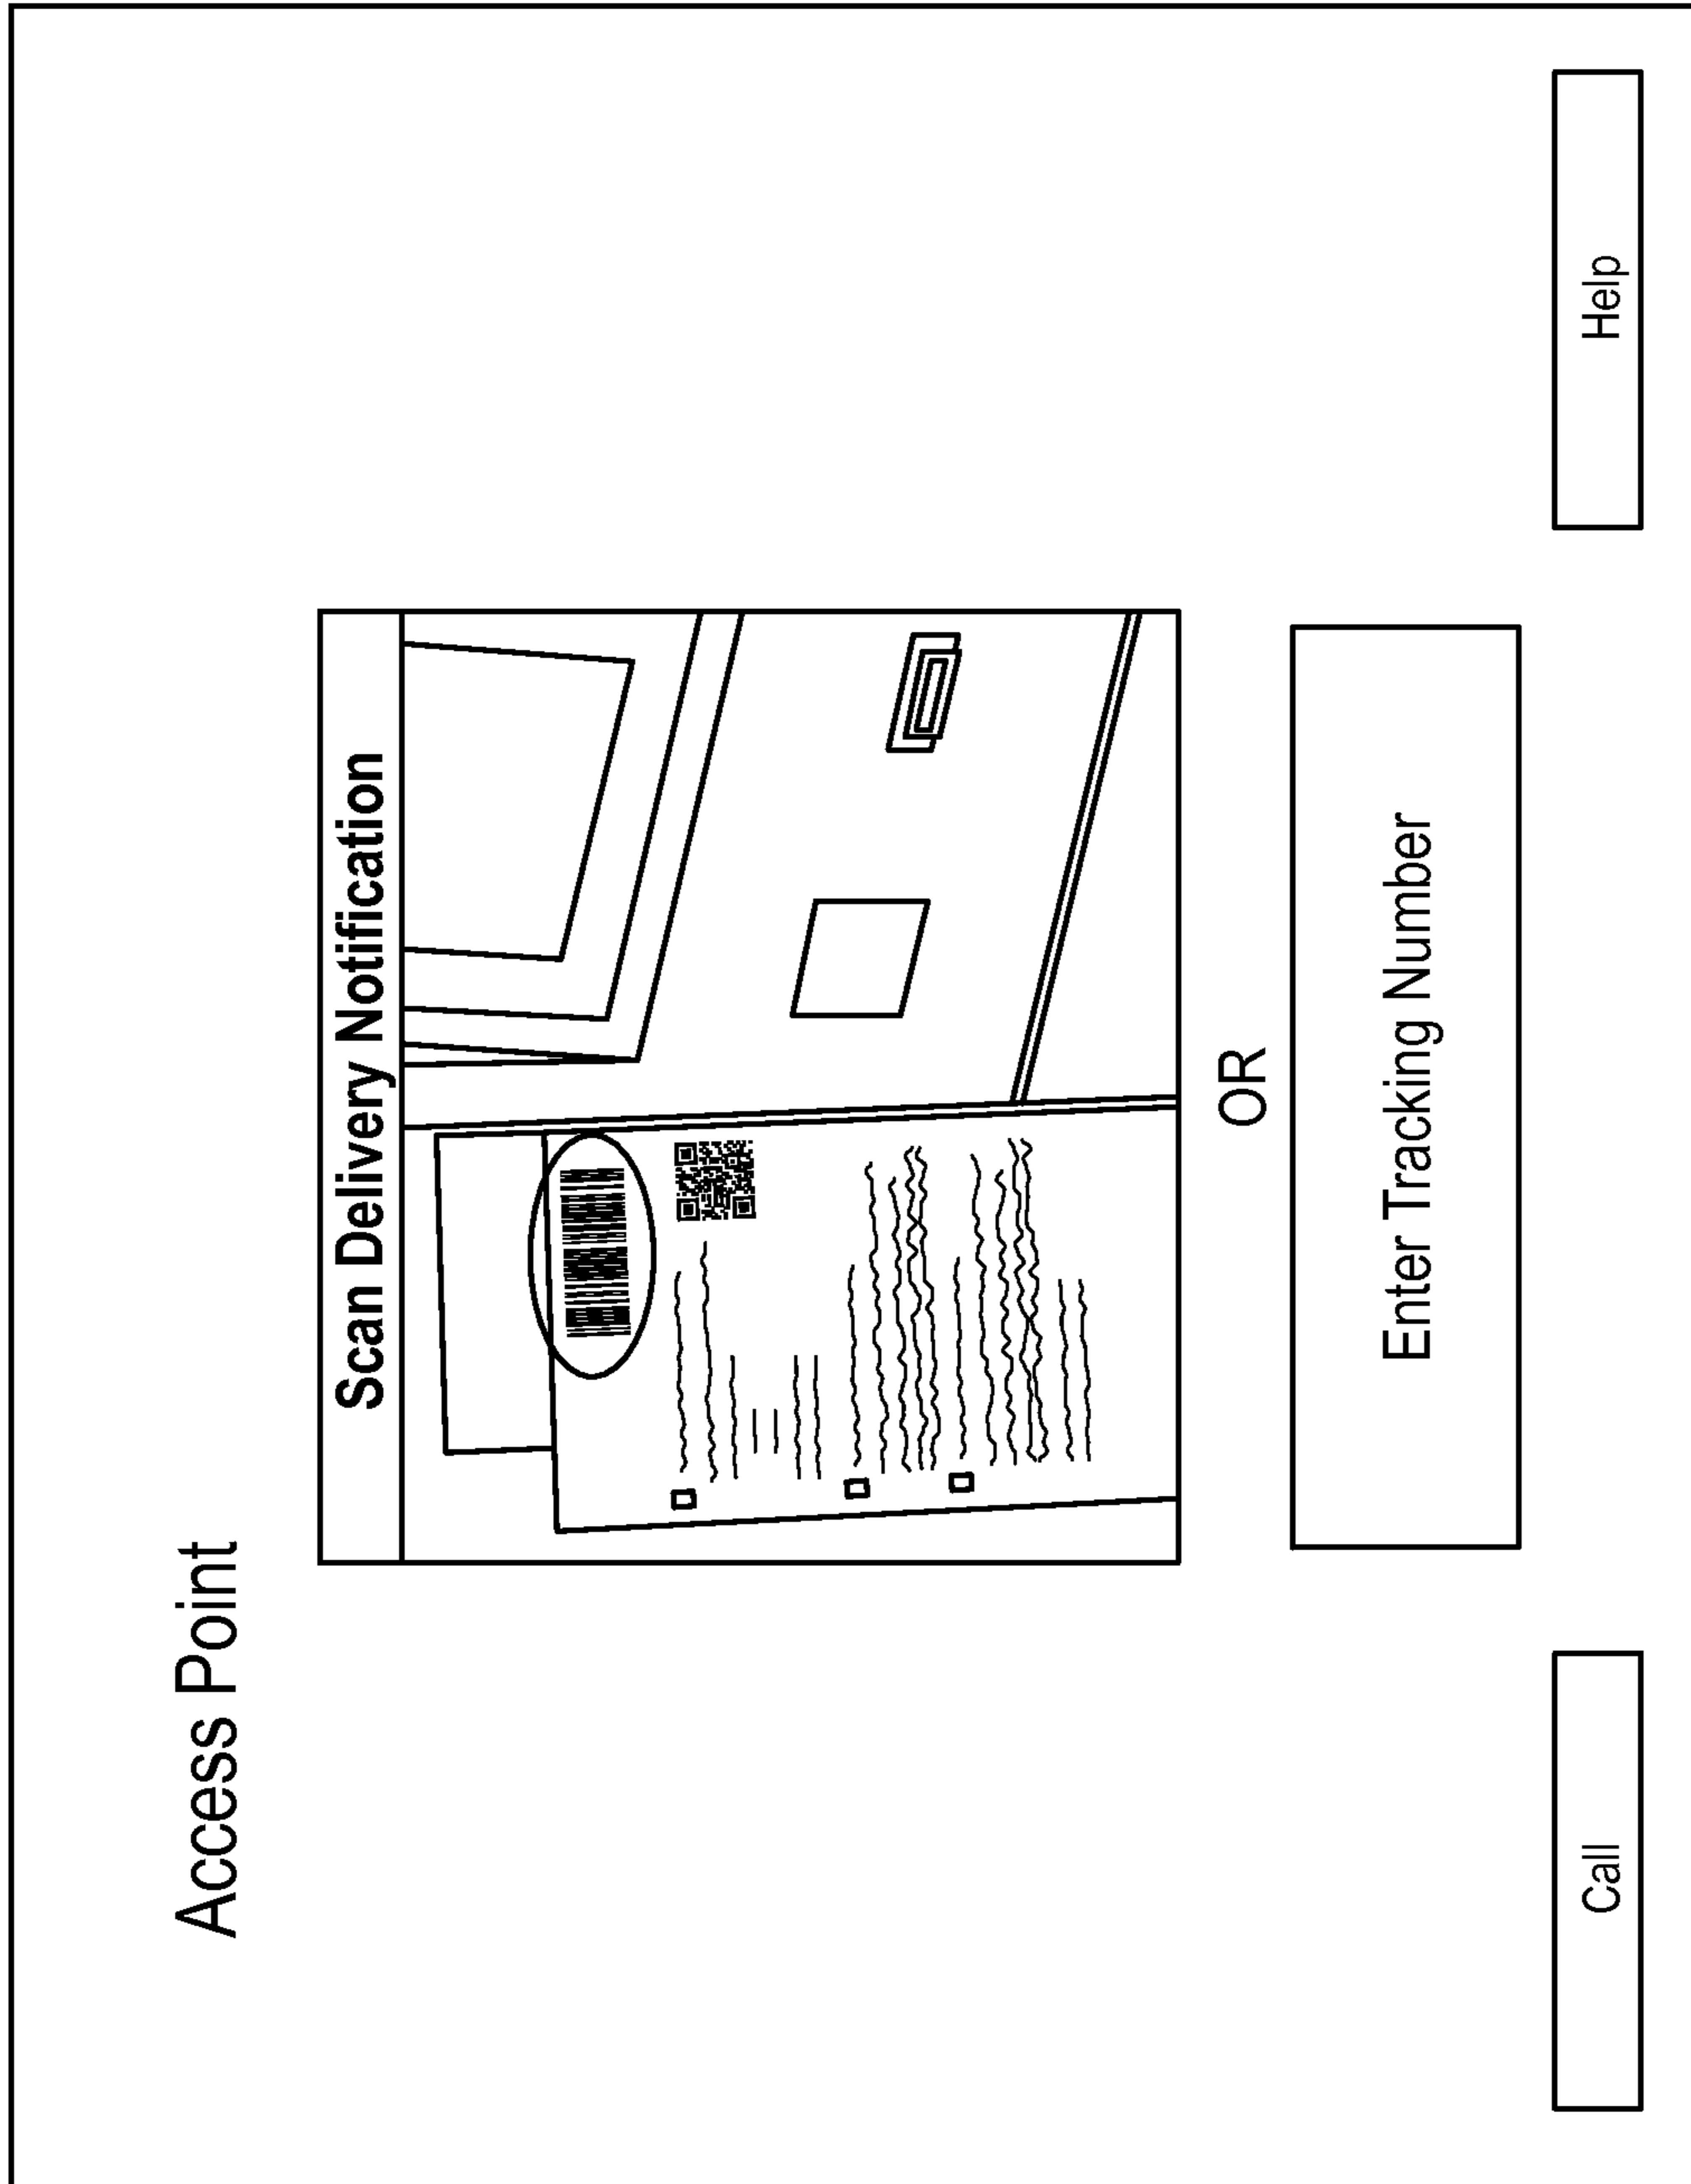 Access Point
Scan Delivery Notification
OR
Enter Tracking Number
Call
Help